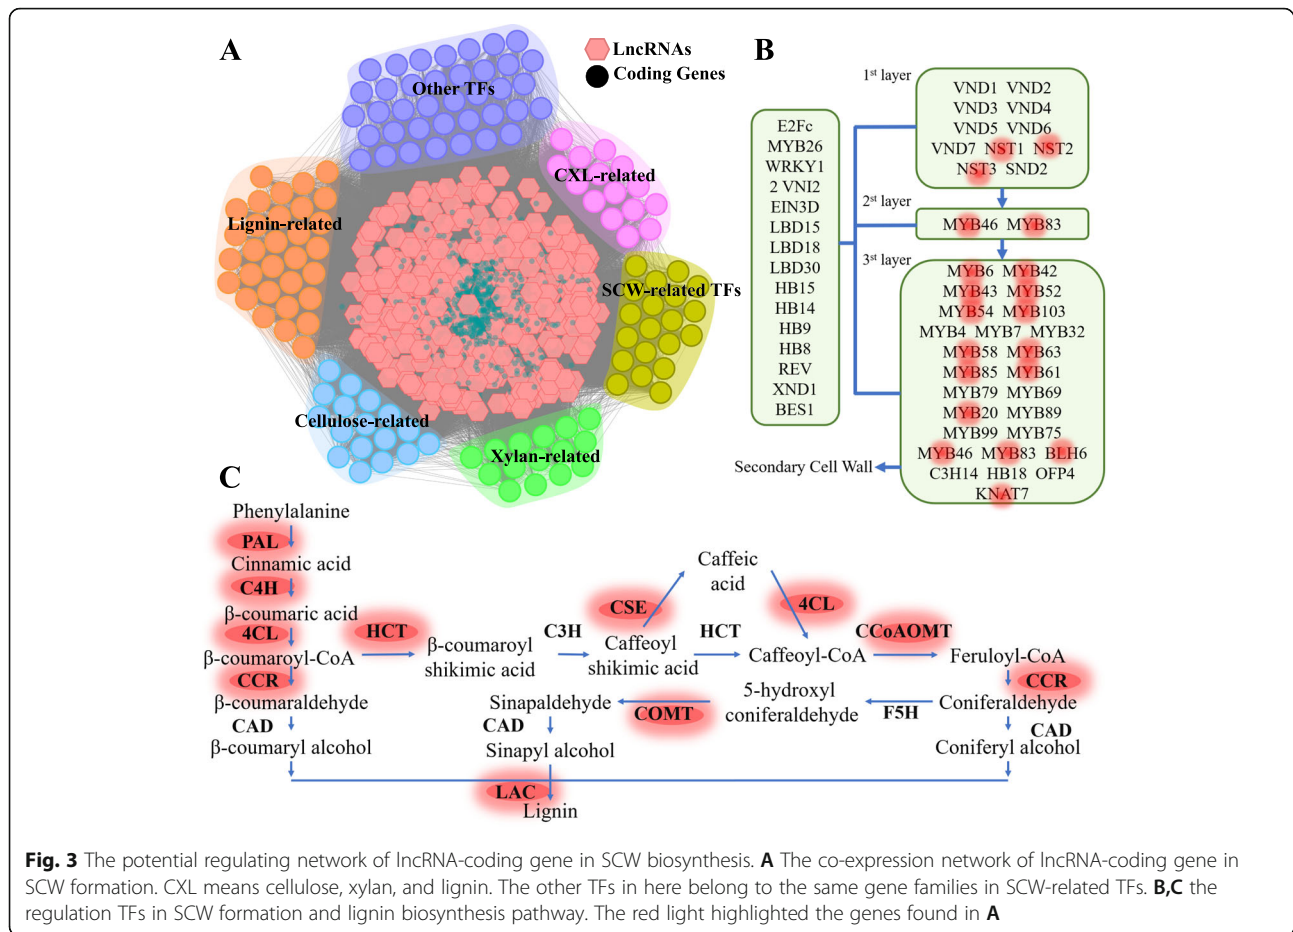 A
LncRNAs
Coding Genes
Other TFs
CXL-related
Lignin-related
SCW-related TFs
Cellulose-related
Xylan-related
B
E2Fc
MYB26
WRKY1
2 VNI2
EIN3D
LBD15
LBD18
LBD30
HB15
HB14
HB9
HB8
REV
XND1
BES1
1st layer
VND1 VND2
VND3 VND4
VND5 VND6
VND7 NST1 NST2
NST3 SND2
2st layer
MYB46 MYB83
3st layer
MYB6 MYB42
MYB43 MYB52
MYB54 MYB103
MYB4 MYB7 MYB32
MYB58 MYB63
MYB85 MYB61
MYB79 MYB69
MYB20 MYB89
MYB99 MYB75
MYB46 MYB83 BLH6
C3H14 HB18 OFP4
KNAT7
Secondary Cell Wall
C
Phenylalanine
PAL
Cinnamic acid
C4H
β-coumaric acid
4CL
β-coumaroyl-CoA
CCR
β-coumaraldehyde
CAD
β-coumaryl alcohol
HCT
β-coumaroyl
shikimic acid
C3H
CSE
Caffeoyl
shikimic acid
Caffeic
acid
HCT
4CL
Caffeoyl-CoA
CCoAOMT
Feruloyl-CoA
CCR
Coniferaldehyde
CAD
Coniferyl alcohol
F5H
5-hydroxyl
coniferaldehyde
COMT
Sinapaldehyde
CAD
Sinapyl alcohol
LAC
Lignin
Fig. 3 The potential regulating network of lncRNA-coding gene in SCW biosynthesis. A The co-expression network of lncRNA-coding gene in
SCW formation. CXL means cellulose, xylan, and lignin. The other TFs in here belong to the same gene families in SCW-related TFs. B,C the
regulation TFs in SCW formation and lignin biosynthesis pathway. The red light highlighted the genes found in A